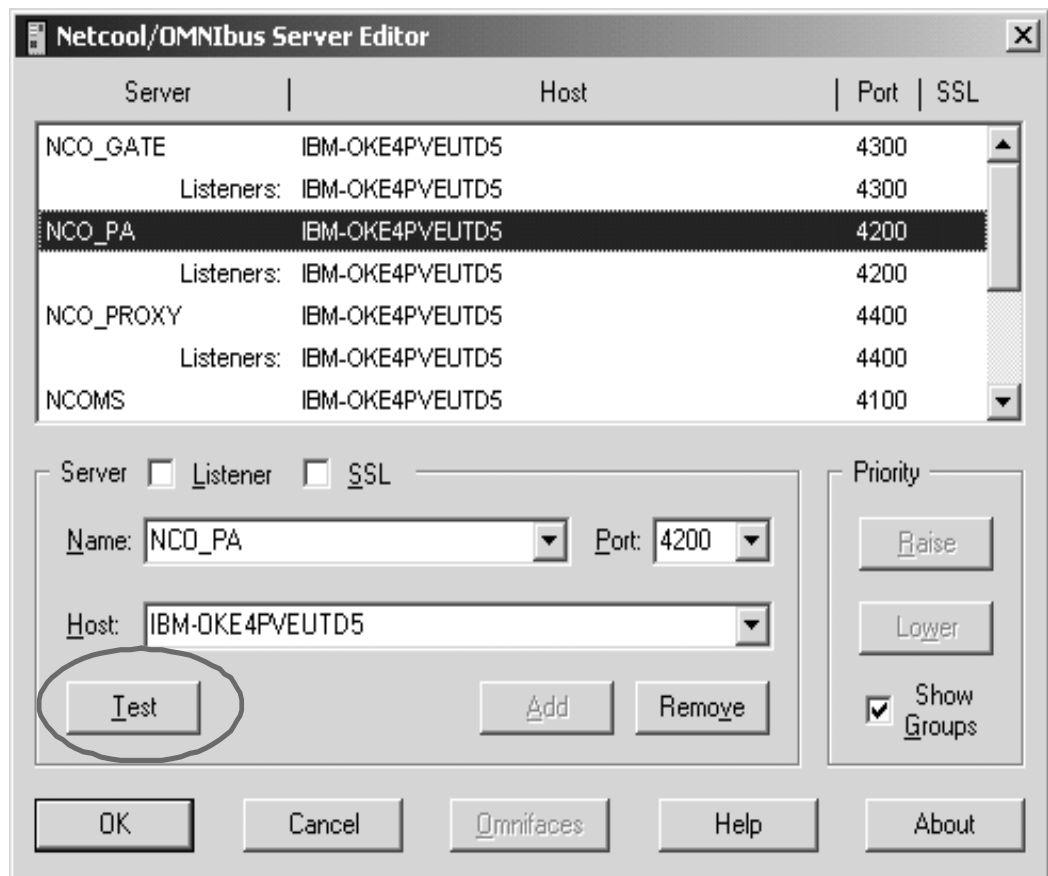 Netcool/OMNIbus Server Editor
Server | Host | Port | SSL
NCO_GATE IBM-OKE4PVEUTD5 4300
Listeners: IBM-OKE4PVEUTD5 4300
NCO_PA IBM-OKE4PVEUTD5 4200
Listeners: IBM-OKE4PVEUTD5 4200
NCO_PROXY IBM-OKE4PVEUTD5 4400
Listeners: IBM-OKE4PVEUTD5 4400
NCOMS IBM-OKE4PVEUTD5 4100
Server Listener SSL
Name: NCO_PA Port: 4200
Host: IBM-OKE4PVEUTD5
Test Add Remove
Priority
Raise
Lower
Show
Groups
OK Cancel Omnifaces Help About